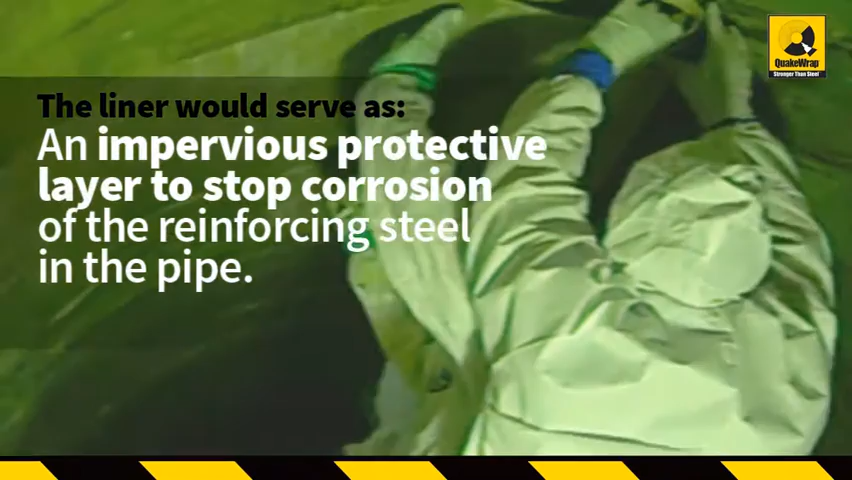 QuakeWrap
Stronger Than Steel
The liner would serve as:
An impervious protective
layer to stop corrosion
of the reinforcing steel
in the pipe.